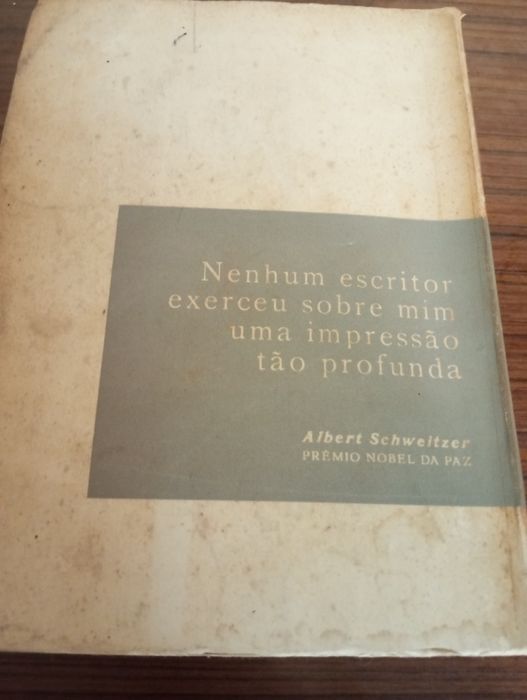 Nenhum escritor
exerceu sobre mim
uma impressão
tão profunda
Albert Schweitzer
PRÊMIO NOBEL DA PAZ